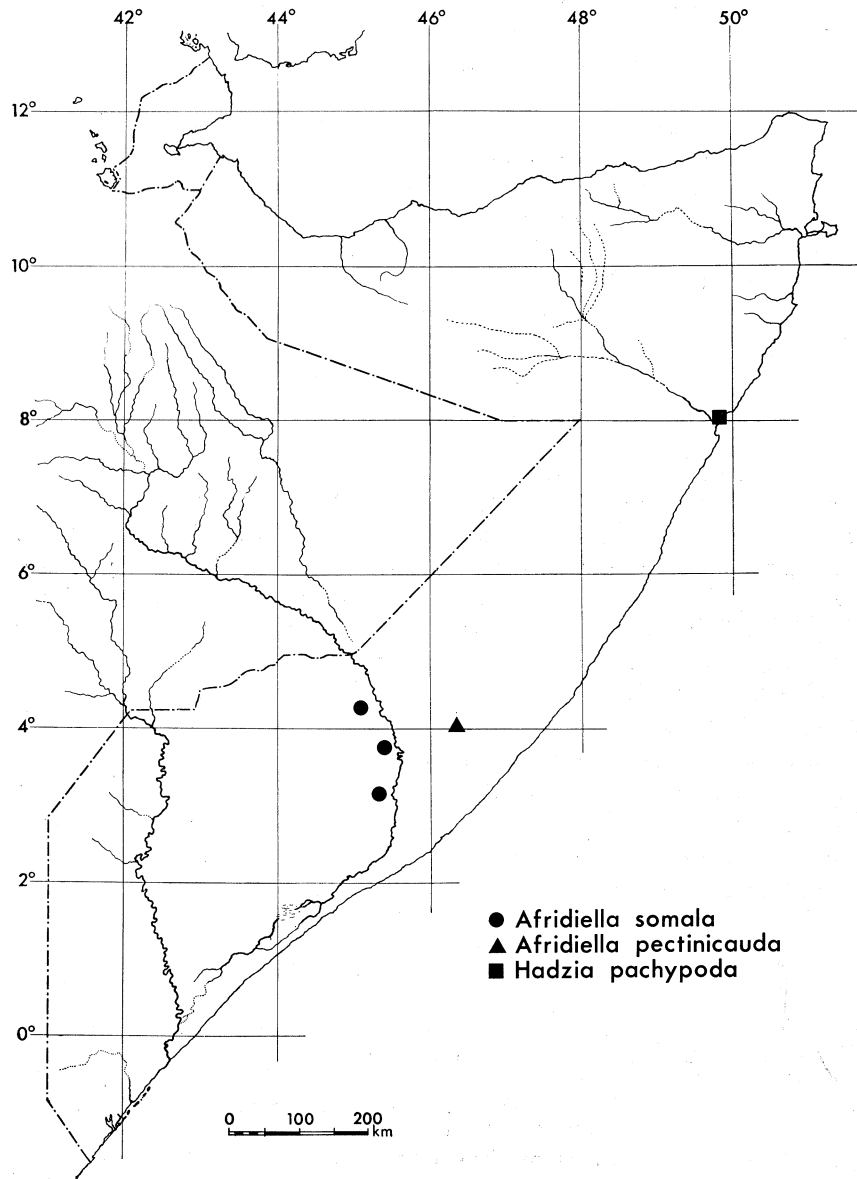 42° 44° 46° 48° 50°
12°
10°
8°
6°
4°
2°
0°
● Afridiella somala
▲ Afridiella pectinicauda
■ Hadzia pachypoda
0 100 200
km